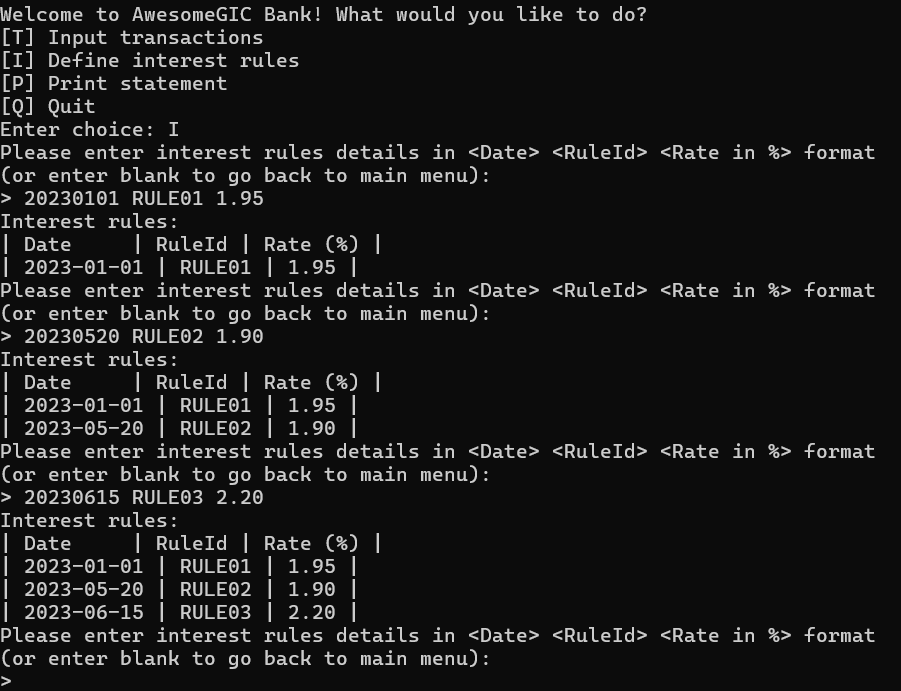 Welcome to AwesomeGIC Bank! What would you like to do?
[T] Input transactions
[I] Define interest rules
[P] Print statement
[Q] Quit
Enter choice: I
Please enter interest rules details in <Date> <RuleId> <Rate in %> format
(or enter blank to go back to main menu):
> 20230101 RULE01 1.95
Interest rules:
| Date     | RuleId | Rate (%) |
| 2023-01-01 | RULE01 | 1.95 |
Please enter interest rules details in <Date> <RuleId> <Rate in %> format
(or enter blank to go back to main menu):
> 20230520 RULE02 1.90
Interest rules:
| Date     | RuleId | Rate (%) |
| 2023-01-01 | RULE01 | 1.95 |
| 2023-05-20 | RULE02 | 1.90 |
Please enter interest rules details in <Date> <RuleId> <Rate in %> format
(or enter blank to go back to main menu):
> 20230615 RULE03 2.20
Interest rules:
| Date     | RuleId | Rate (%) |
| 2023-01-01 | RULE01 | 1.95 |
| 2023-05-20 | RULE02 | 1.90 |
| 2023-06-15 | RULE03 | 2.20 |
Please enter interest rules details in <Date> <RuleId> <Rate in %> format
(or enter blank to go back to main menu):
>